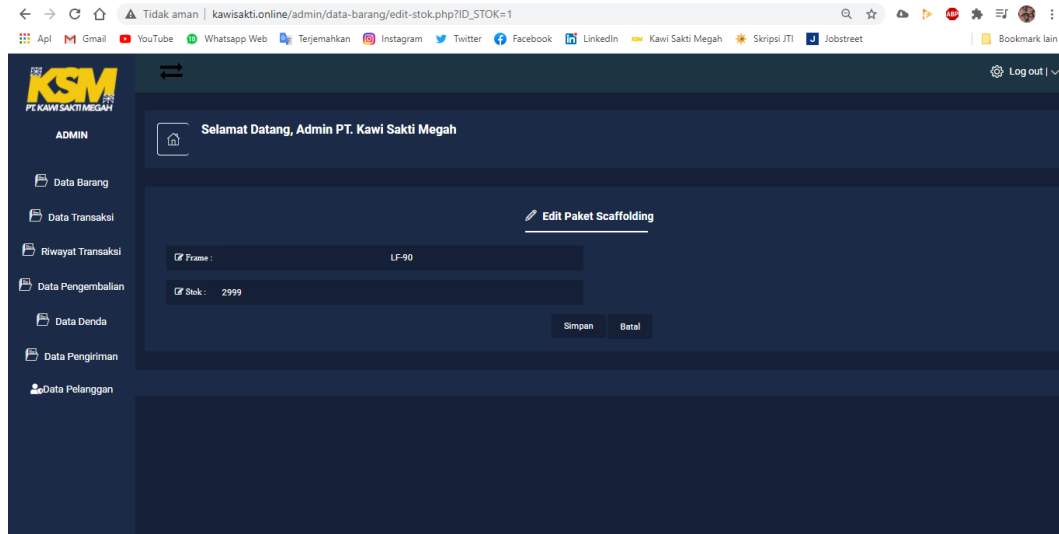 Tidak aman | kawisakti.online/admin/data-barang/edit-stok.php?ID_STOK=1
Apl Gmail YouTube Whatsapp Web Terjemahkan Instagram Twitter Facebook LinkedIn Kawi Sakti Megah Skripsi JTI Jobstreet Bookmark lain
KSM
PT. KAWI SAKTI MEGAH
Log out |
ADMIN
Selamat Datang, Admin PT. Kawi Sakti Megah
Data Barang
Data Transaksi
Riwayat Transaksi
Data Pengembalian
Data Denda
Data Pengiriman
Data Pelanggan
Edit Paket Scaffolding
Frame : LF-90
Stok : 2999
Simpan Batal